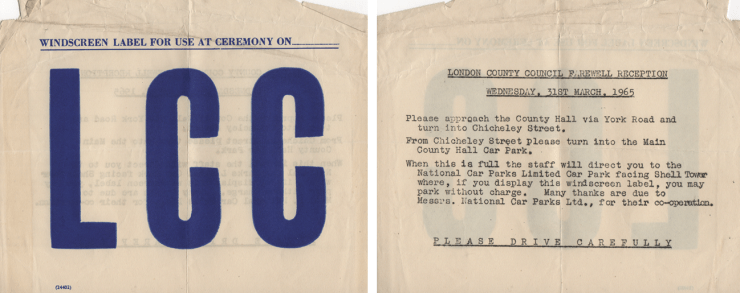 WINDSCREEN LABEL FOR USE AT CEREMONY ON
LCC
(24481)
LONDON COUNTY COUNCIL FAREWELL RECEPTION
WEDNESDAY, 31ST MARCH, 1965
Please approach the County Hall via York Road and
turn into Chicheley Street.
From Chicheley Street please turn into the Main
County Hall Car Park.
When this is full the staff will direct you to the
National Car Parks Limited Car Park facing Shell Tower
where, if you display this windscreen label, you may
park without charge. Many thanks are due to
Messrs. National Car Parks Ltd., for their co-operation.
PLEASE DRIVE CAREFULLY